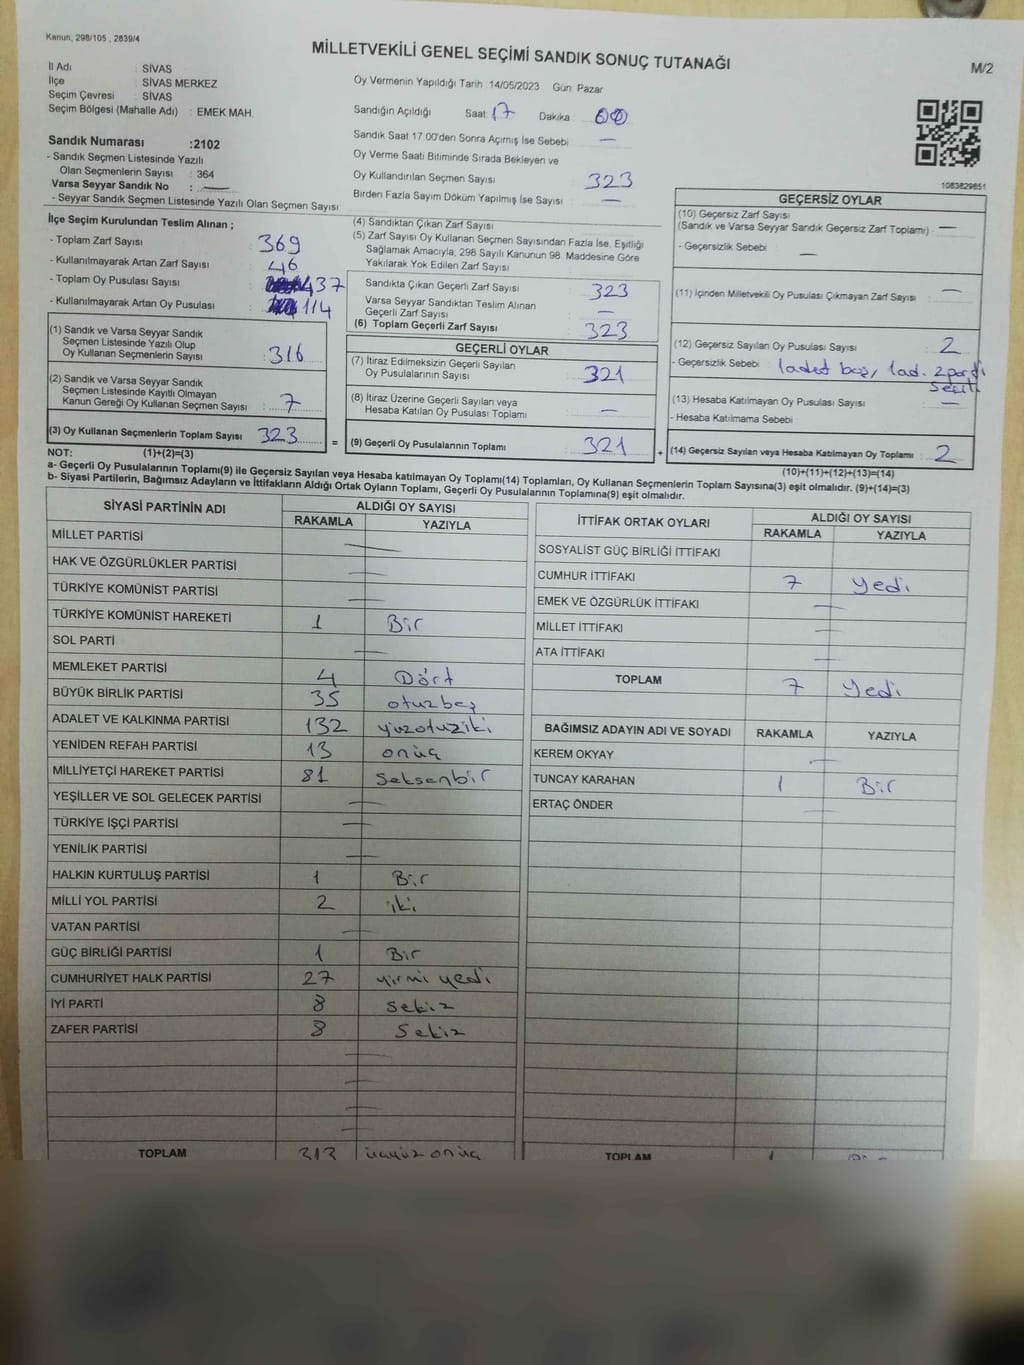 Kanun, 298/105 , 2839/4
MİLLETVEKİLİ GENEL SEÇİMİ SANDIK SONUÇ TUTANAĞI
M/2
İl Adı : SİVAS
İlçe : SİVAS MERKEZ
Seçim Çevresi : SİVAS
Seçim Bölgesi (Mahalle Adı) : EMEK MAH.
Oy Vermenin Yapıldığı Tarih :14/05/2023 Gün: Pazar
Sandığın Açıldığı Saat: 17 Dakika : 00
Sandık Saat 17.00'den Sonra Açımış İse Sebebi —
Oy Verme Saati Bitiminde Sırada Bekleyen ve
Oy Kullandırılan Seçmen Sayısı 323
Birden Fazla Sayım Döküm Yapılmış İse Sayısı —
Sandık Numarası :2102
- Sandık Seçmen Listesinde Yazılı
Olan Seçmenlerin Sayısı : 364
Varsa Seyyar Sandık No : —
- Seyyar Sandık Seçmen Listesinde Yazılı Olan Seçmen Sayısı:
1083829851
İlçe Seçim Kurulundan Teslim Alınan ;
- Toplam Zarf Sayısı 369
- Kullanılmayarak Artan Zarf Sayısı 46
- Toplam Oy Pusulası Sayısı 437
- Kullanılmayarak Artan Oy Pusulası 114
(1) Sandık ve Varsa Seyyar Sandık
Seçmen Listesinde Yazılı Olup
Oy Kullanan Seçmenlerin Sayısı : 316
(2) Sandık ve Varsa Seyyar Sandık
Seçmen Listesinde Kayıtlı Olmayan
Kanun Gereği Oy Kullanan Seçmen Sayısı : 7
(3) Oy Kullanan Seçmenlerin Toplam Sayısı 323
(4) Sandıktan Çıkan Zarf Sayısı
(5) Zarf Sayısı Oy Kullanan Seçmen Sayısından Fazla İse, Eşitliği
Sağlamak Amacıyla, 298 Sayılı Kanunun 98. Maddesine Göre
Yakılarak Yok Edilen Zarf Sayısı
Sandıkta Çıkan Geçerli Zarf Sayısı 323
Varsa Seyyar Sandıktan Teslim Alınan
Geçerli Zarf Sayısı —
(6) Toplam Geçerli Zarf Sayısı 323
GEÇERLİ OYLAR
(7) İtiraz Edilmeksizin Geçerli Sayılan
Oy Pusulalarının Sayısı 321
(8) İtiraz Üzerine Geçerli Sayılan veya
Hesaba Katılan Oy Pusulası Toplamı —
= (9) Geçerli Oy Pusulalarının Toplamı 321
GEÇERSİZ OYLAR
(10) Geçersiz Zarf Sayısı
(Sandık ve Varsa Seyyar Sandık Geçersiz Zarf Toplamı) : —
- Geçersizlik Sebebi —
(11) İçinden Milletvekili Oy Pusulası Çıkmayan Zarf Sayısı —
(12) Geçersiz Sayılan Oy Pusulası Sayısı 2
- Geçersizlik Sebebi : 1adet boş, 1ad. 2parti
(13) Hesaba Katılmayan Oy Pusulası Sayısı —
- Hesaba Katılmama Sebebi
+ (14) Geçersiz Sayılan veya Hesaba Katılmayan Oy Toplamı 2
NOT: (1)+(2)=(3)
(10)+(11)+(12)+(13)=(14)
a- Geçerli Oy Pusulalarının Toplamı(9) ile Geçersiz Sayılan veya Hesaba katılmayan Oy Toplamı(14) Toplamları, Oy Kullanan Seçmenlerin Toplam Sayısına(3) eşit olmalıdır. (9)+(14)=(3)
b- Siyasi Partilerin, Bağımsız Adayların ve İttifakların Aldığı Ortak Oyların Toplamı, Geçerli Oy Pusulalarının Toplamına(9) eşit olmalıdır.
SİYASİ PARTİNİN ADI ALDIĞI OY SAYISI
RAKAMLA YAZIYLA
MİLLET PARTİSİ —
HAK VE ÖZGÜRLÜKLER PARTİSİ —
TÜRKİYE KOMÜNİST PARTİSİ —
TÜRKİYE KOMÜNİST HAREKETİ 1 Bir
SOL PARTİ —
MEMLEKET PARTİSİ 4 Dört
BÜYÜK BİRLİK PARTİSİ 35 otuzbeş
ADALET VE KALKINMA PARTİSİ 132 yüzotuziki
YENİDEN REFAH PARTİSİ 13 onüç
MİLLİYETÇİ HAREKET PARTİSİ 81 Seksenbir
YEŞİLLER VE SOL GELECEK PARTİSİ —
TÜRKİYE İŞÇİ PARTİSİ —
YENİLİK PARTİSİ —
HALKIN KURTULUŞ PARTİSİ 1 Bir
MİLLİ YOL PARTİSİ 2 iki
VATAN PARTİSİ —
GÜÇ BİRLİĞİ PARTİSİ 1 Bir
CUMHURİYET HALK PARTİSİ 27 yirmi yedi
İYİ PARTİ 8 sekiz
ZAFER PARTİSİ 8 Sekiz
TOPLAM 313 üçyüz onüç
İTTİFAK ORTAK OYLARI ALDIĞI OY SAYISI
RAKAMLA YAZIYLA
SOSYALİST GÜÇ BİRLİĞİ İTTİFAKI
CUMHUR İTTİFAKI 7 Yedi
EMEK VE ÖZGÜRLÜK İTTİFAKI —
MİLLET İTTİFAKI —
ATA İTTİFAKI —
TOPLAM 7 Yedi
BAĞIMSIZ ADAYIN ADI VE SOYADI RAKAMLA YAZIYLA
KEREM OKYAY —
TUNCAY KARAHAN 1 Bir
ERTAÇ ÖNDER —
TOPLAM 1